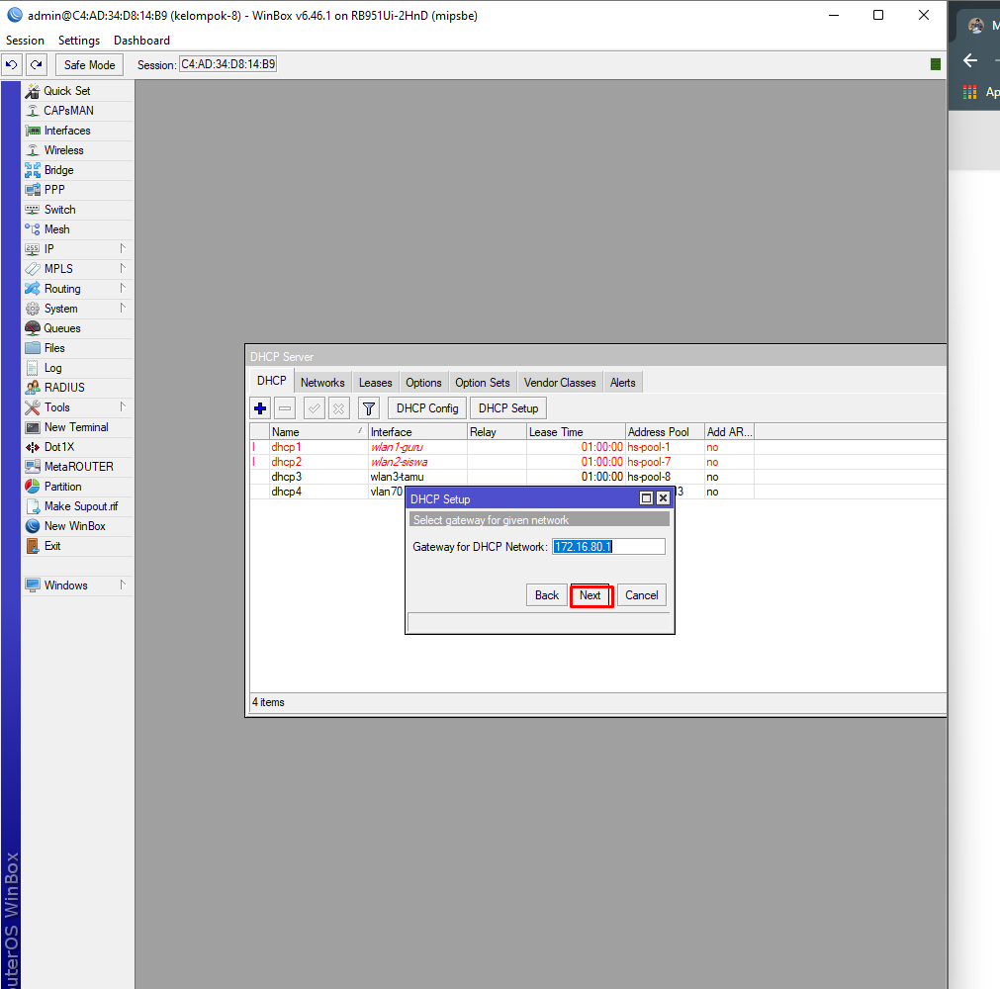 admin@C4:AD:34:D8:14:B9 (kelompok-8) - WinBox v6.46.1 on RB951Ui-2HnD (mipsbe)
Session Settings Dashboard
Safe Mode Session: C4:AD:34:D8:14:B9
Quick Set
CAPsMAN
Interfaces
Wireless
Bridge
PPP
Switch
Mesh
IP
MPLS
Routing
System
Queues
Files
Log
RADIUS
Tools
New Terminal
Dot1X
MetaROUTER
Partition
Make Supout.rif
New WinBox
Exit
Windows
uterOS WinBox
DHCP Server
DHCP Networks Leases Options Option Sets Vendor Classes Alerts
DHCP Config DHCP Setup
Name Interface Relay Lease Time Address Pool Add AR...
I dhcp1 wlan1-guru 01:00:00 hs-pool-1 no
I dhcp2 wlan2-siswa 01:00:00 hs-pool-7 no
dhcp3 wlan3-tamu 01:00:00 hs-pool-8 no
dhcp4 vlan70 3 no
DHCP Setup
Select gateway for given network
Gateway for DHCP Network: 172.16.80.1
Back Next Cancel
4 items
M
Ap